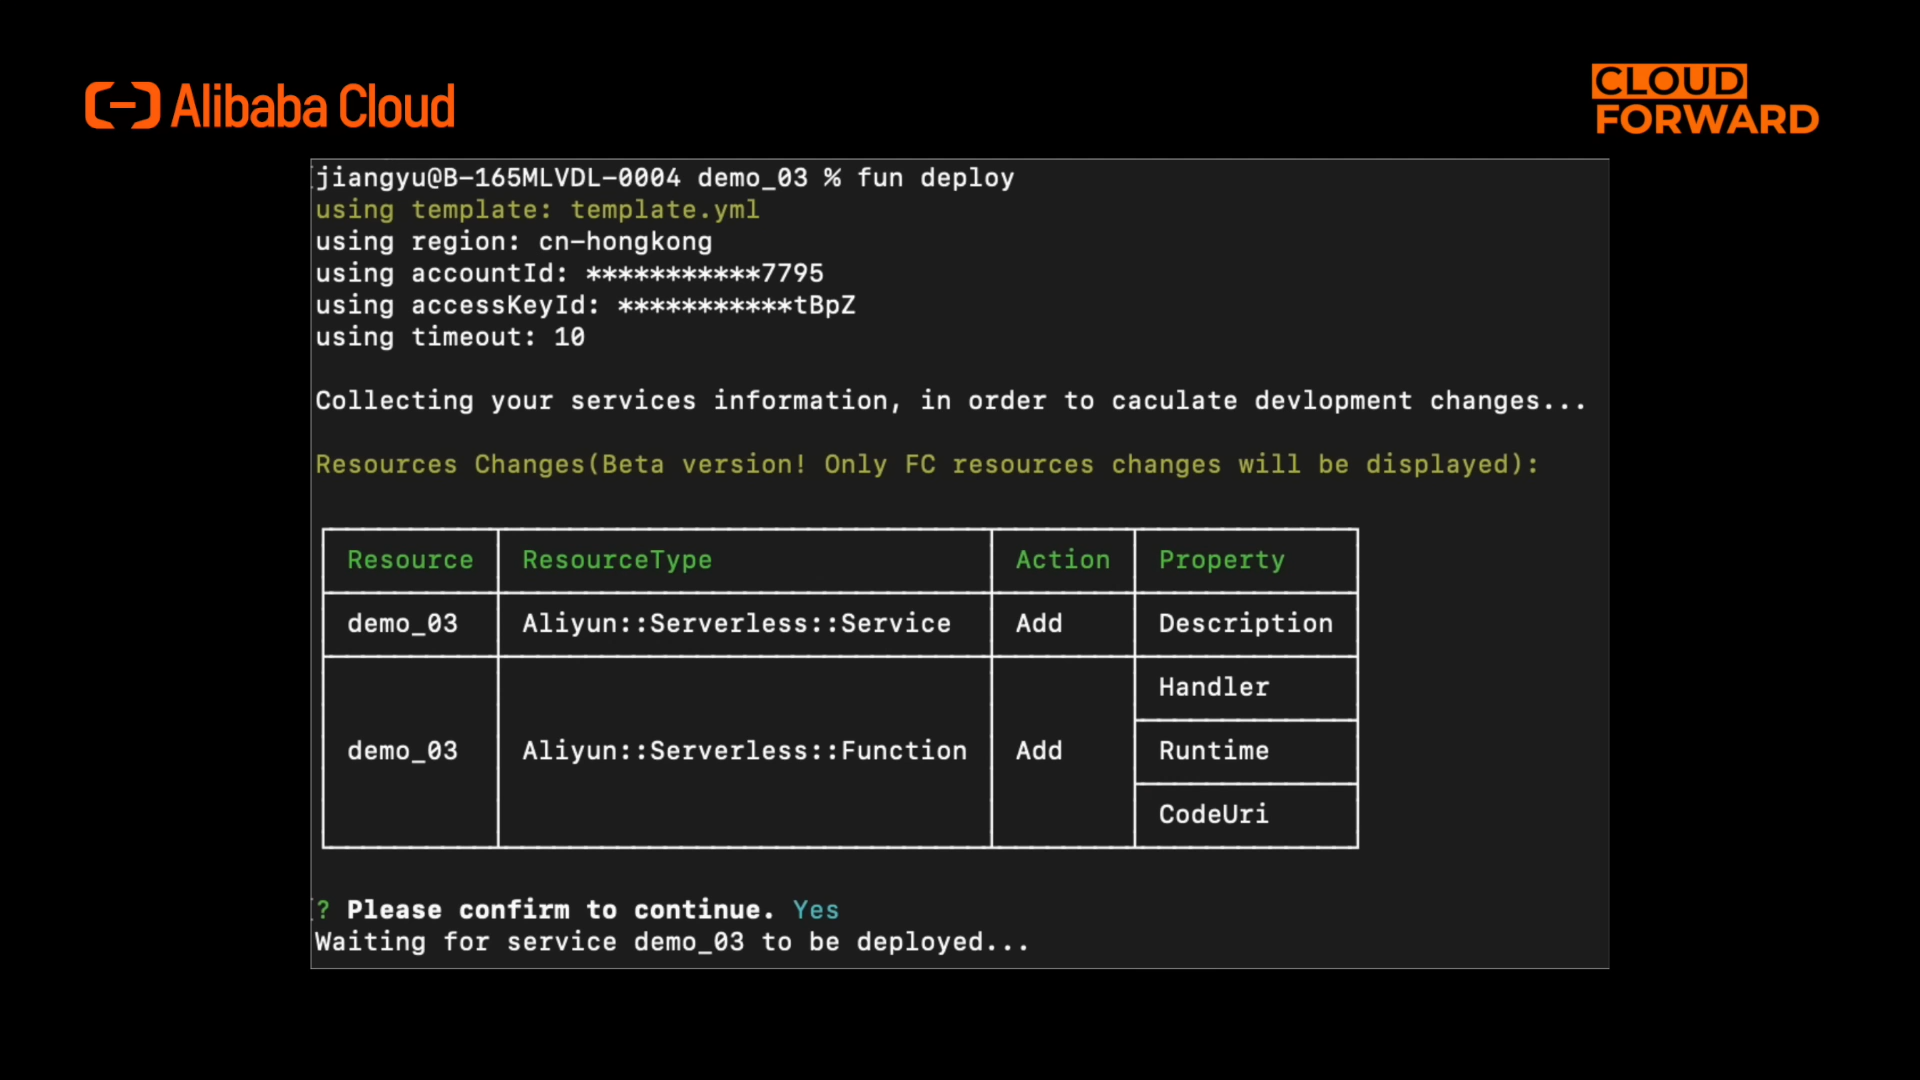 Alibaba Cloud
CLOUD
FORWARD
jiangyu@B-165MLVDL-0004 demo_03 % fun deploy
using template: template.yml
using region: cn-hongkong
using accountId: ***********7795
using accessKeyId: ***********tBpZ
using timeout: 10
Collecting your services information, in order to caculate devlopment changes...
Resources Changes(Beta version! Only FC resources changes will be displayed):
Resource ResourceType Action Property
demo_03 Aliyun::Serverless::Service Add Description
Handler
demo_03 Aliyun::Serverless::Function Add Runtime
CodeUri
? Please confirm to continue. Yes
Waiting for service demo_03 to be deployed...